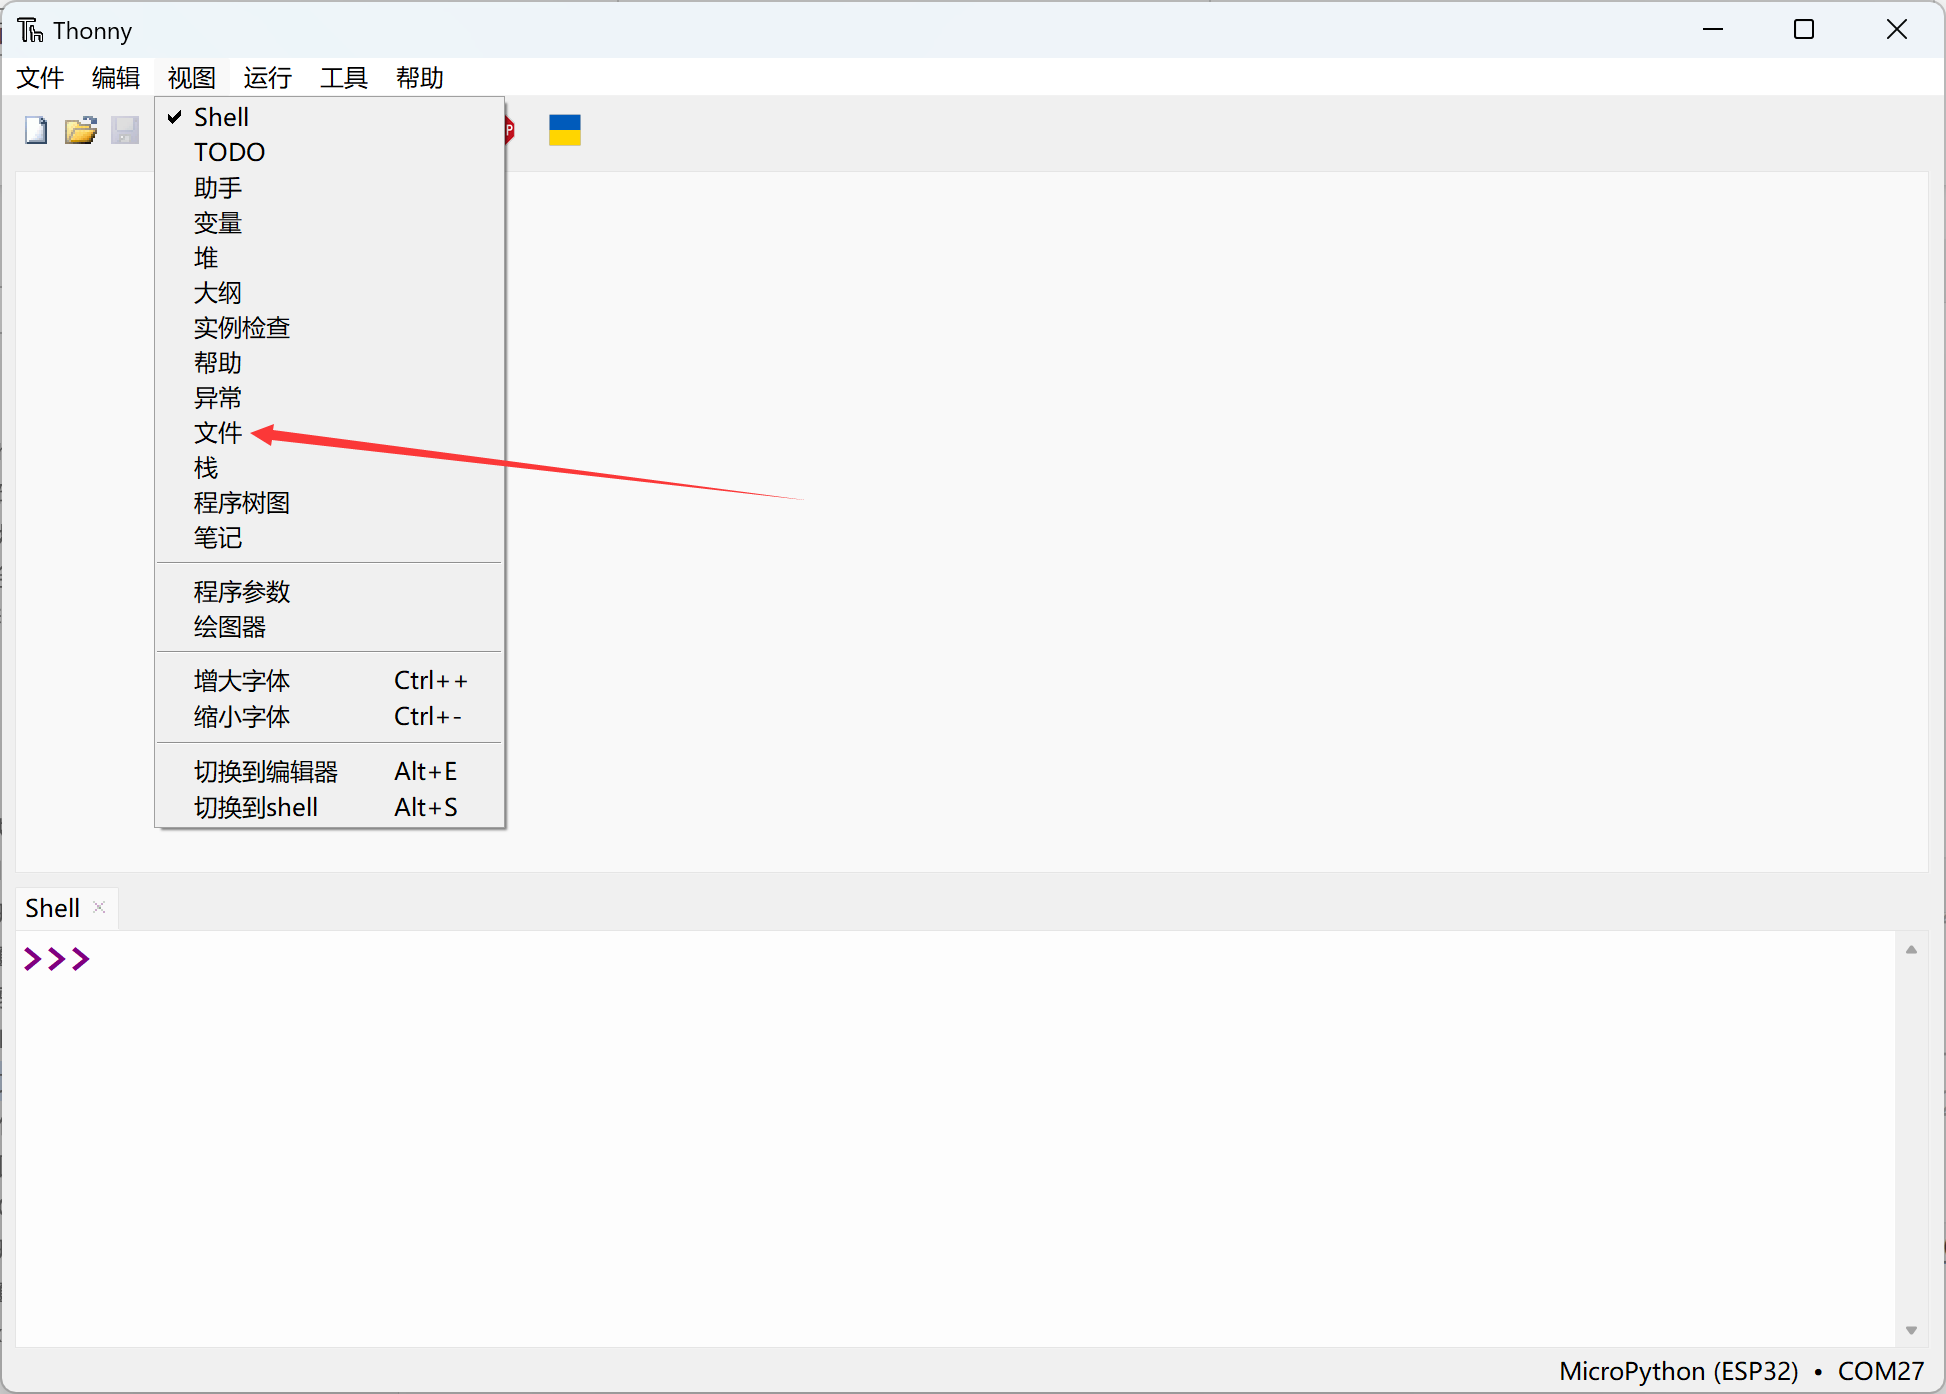 Thonny
文件 编辑 视图 运行 工具 帮助
Shell
TODO
助手
变量
堆
大纲
实例检查
帮助
异常
文件
栈
程序树图
笔记
程序参数
绘图器
增大字体 Ctrl++
缩小字体 Ctrl+-
切换到编辑器 Alt+E
切换到shell Alt+S
Shell
>>>
MicroPython (ESP32) • COM27